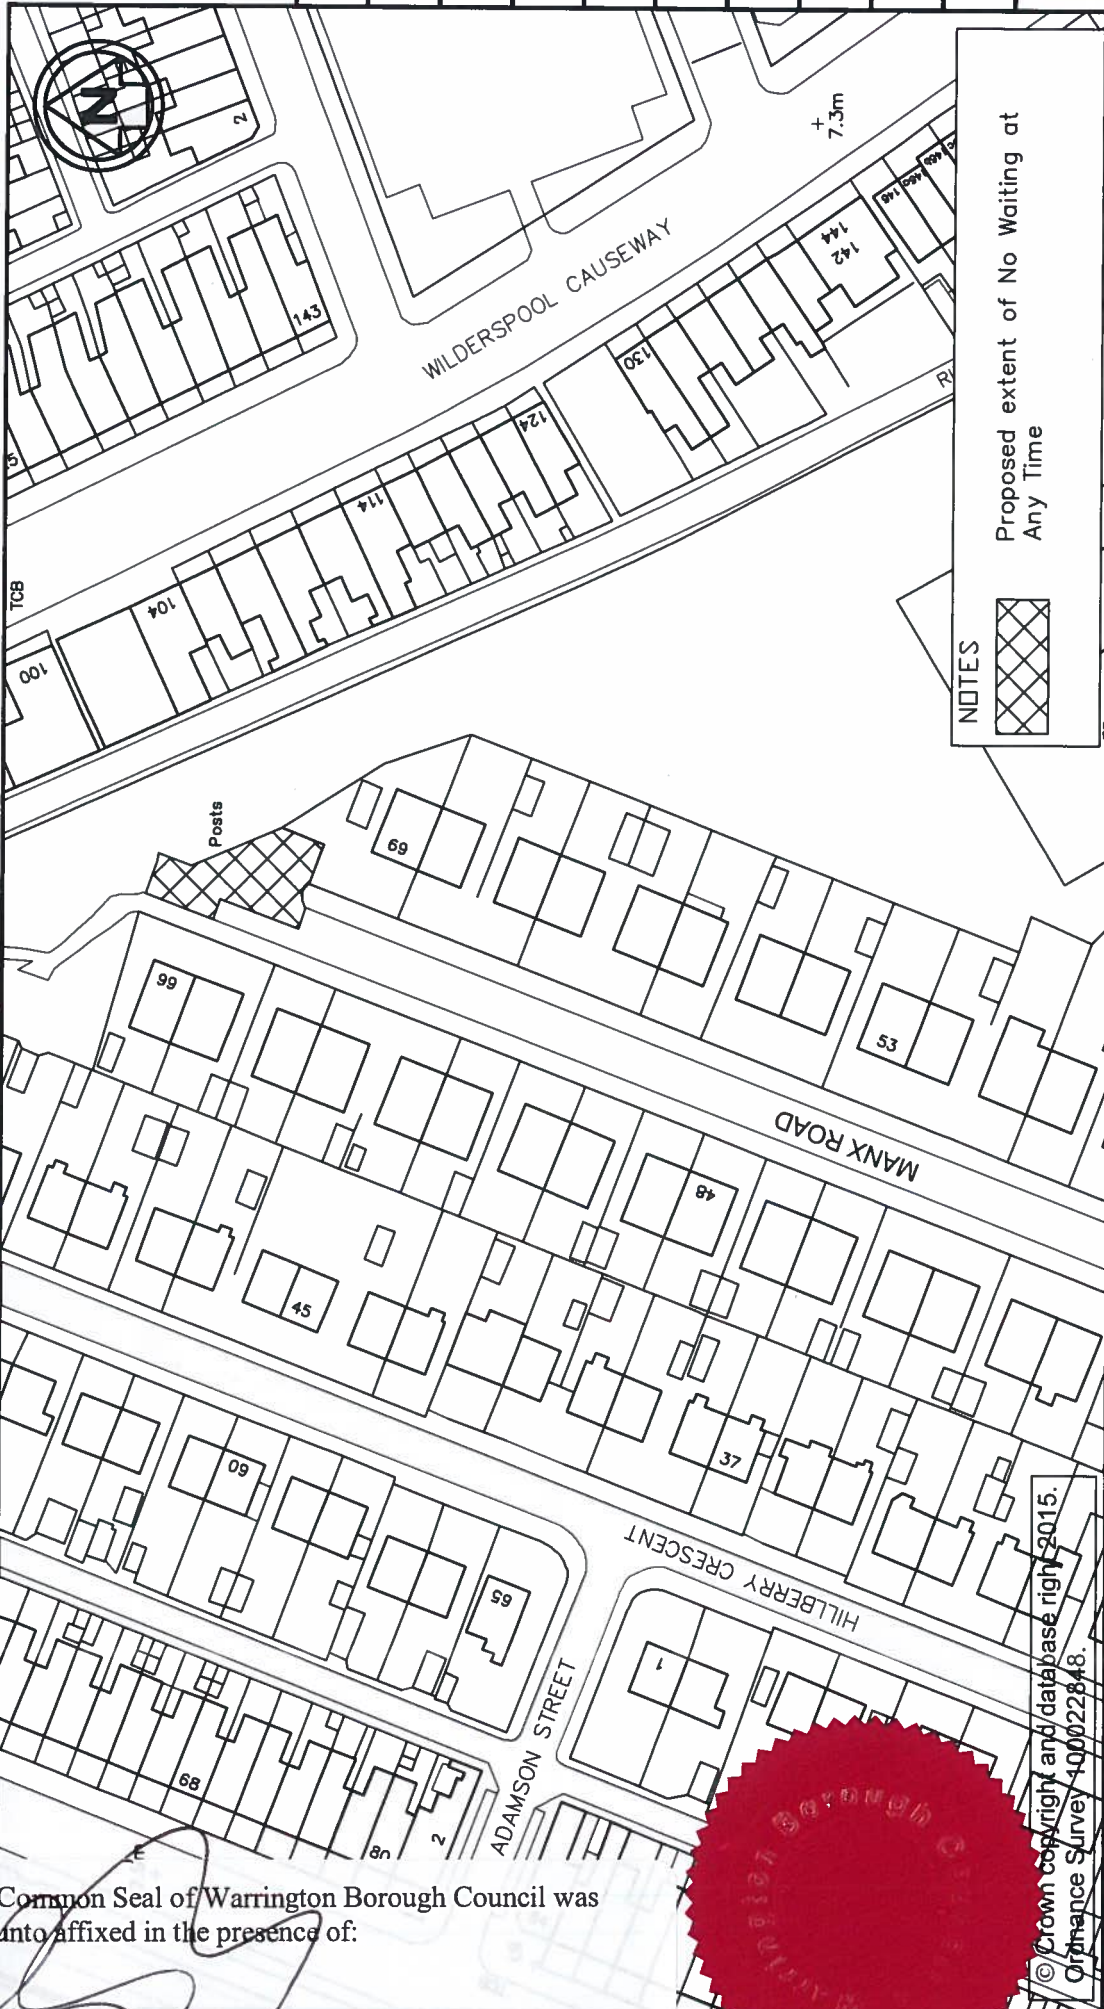 N
2
143
7.3m
WILDERSPOOL CAUSEWAY
146
144
142
130
124
114
104
TCB
100
Posts
69
66
53
MANX ROAD
48
45
37
60
65
HILLBERRY CRESCENT
1
ADAMSON STREET
68
80
2
NOTES
Proposed extent of No Waiting at
Any Time
© Crown copyright and database right 2015.
Ordnance Survey 100022848.
Borough
Common Seal of Warrington Borough Council was
unto affixed in the presence of: